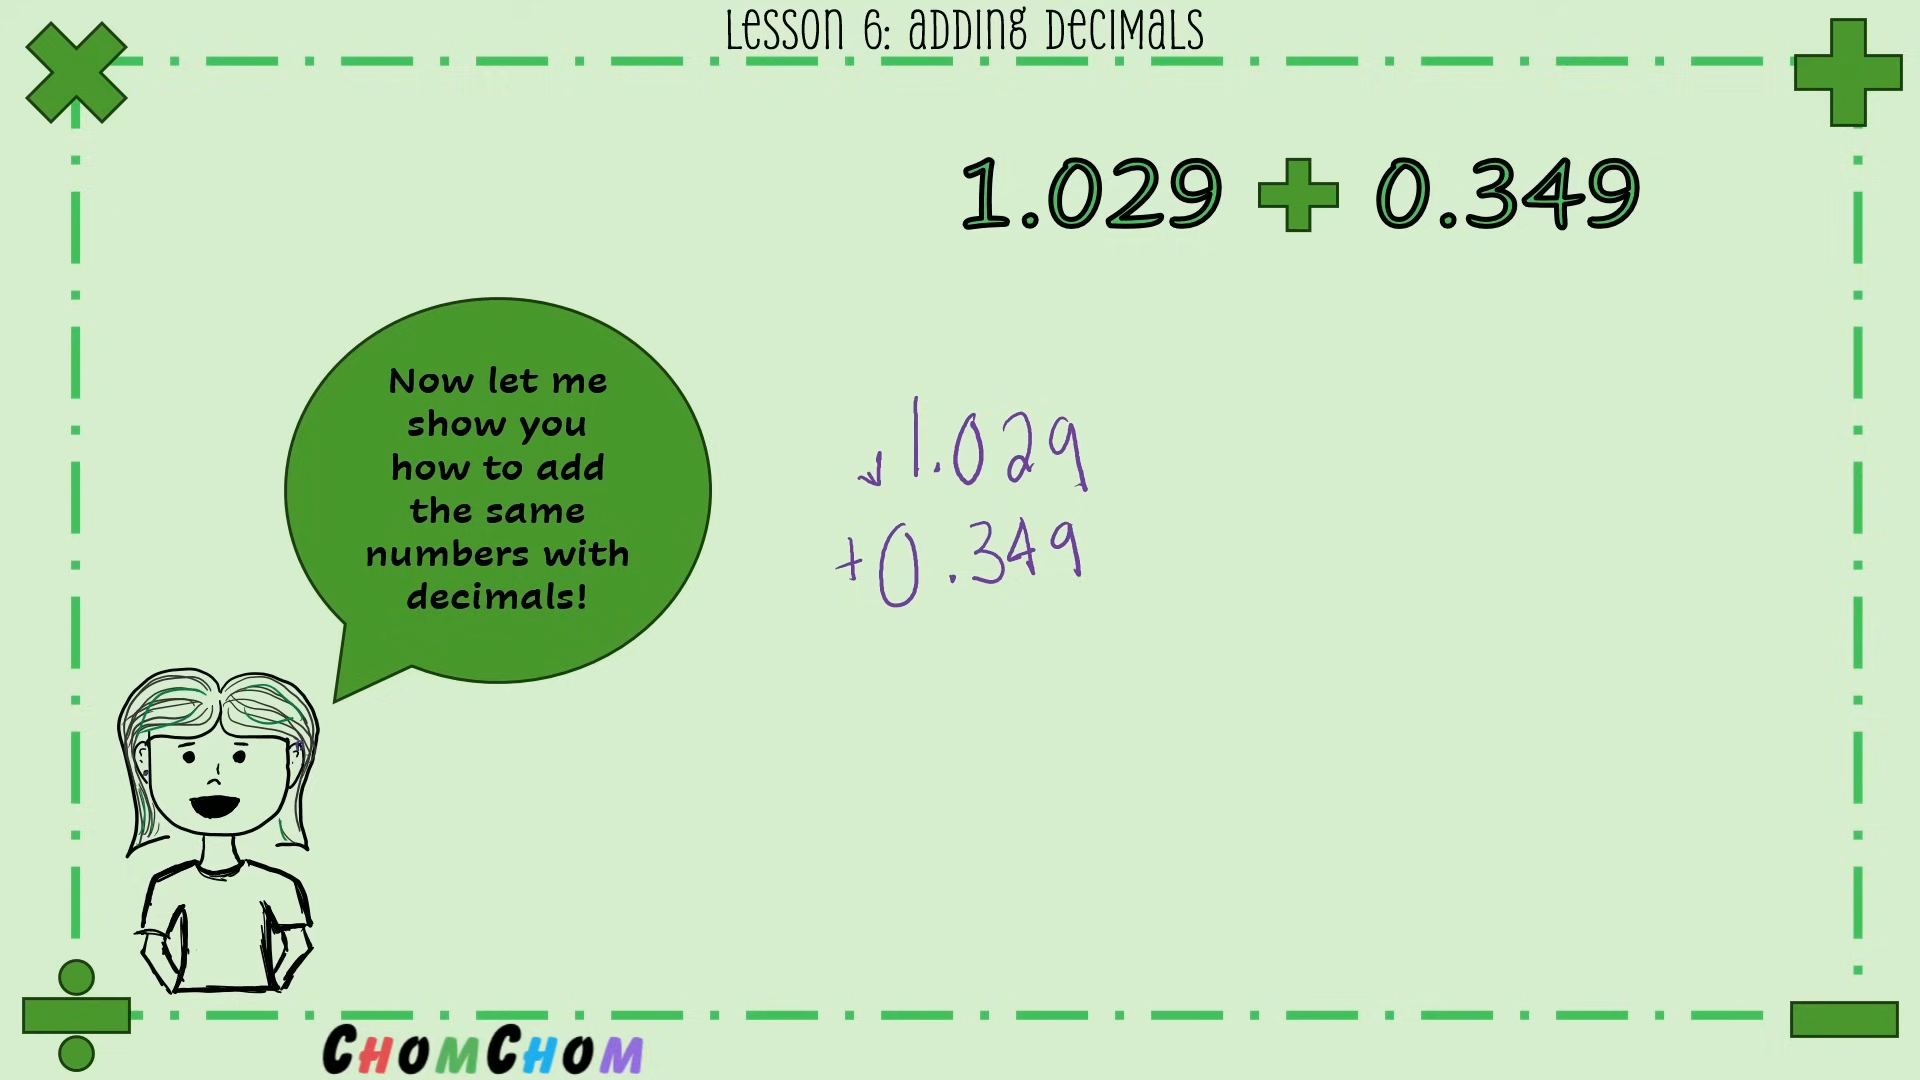 Lesson 6: adding decimals
1.029 + 0.349
Now let me
show you
how to add
the same
numbers with
decimals!
1.029
+0.349
ChomChom